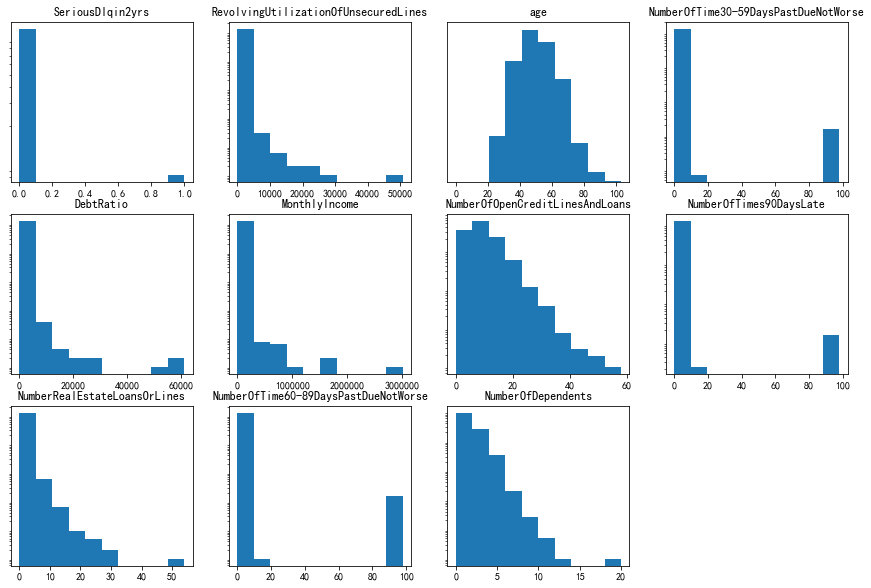 SeriousDlqin2yrs RevolvingUtilizationOfUnsecuredLines age NumberOfTime30-59DaysPastDueNotWorse
0.0 0.2 0.4 0.6 0.8 1.0 0 10000 20000 30000 40000 50000 0 20 40 60 80 100 0 20 40 60 80 100
DebtRatio MonthlyIncome NumberOfOpenCreditLinesAndLoans NumberOfTimes90DaysLate
0 20000 40000 60000 0 1000000 2000000 3000000 0 20 40 60 0 20 40 60 80 100
NumberRealEstateLoansOrLines NumberOfTime60-89DaysPastDueNotWorse NumberOfDependents
0 10 20 30 40 50 0 20 40 60 80 100 0 5 10 15 20